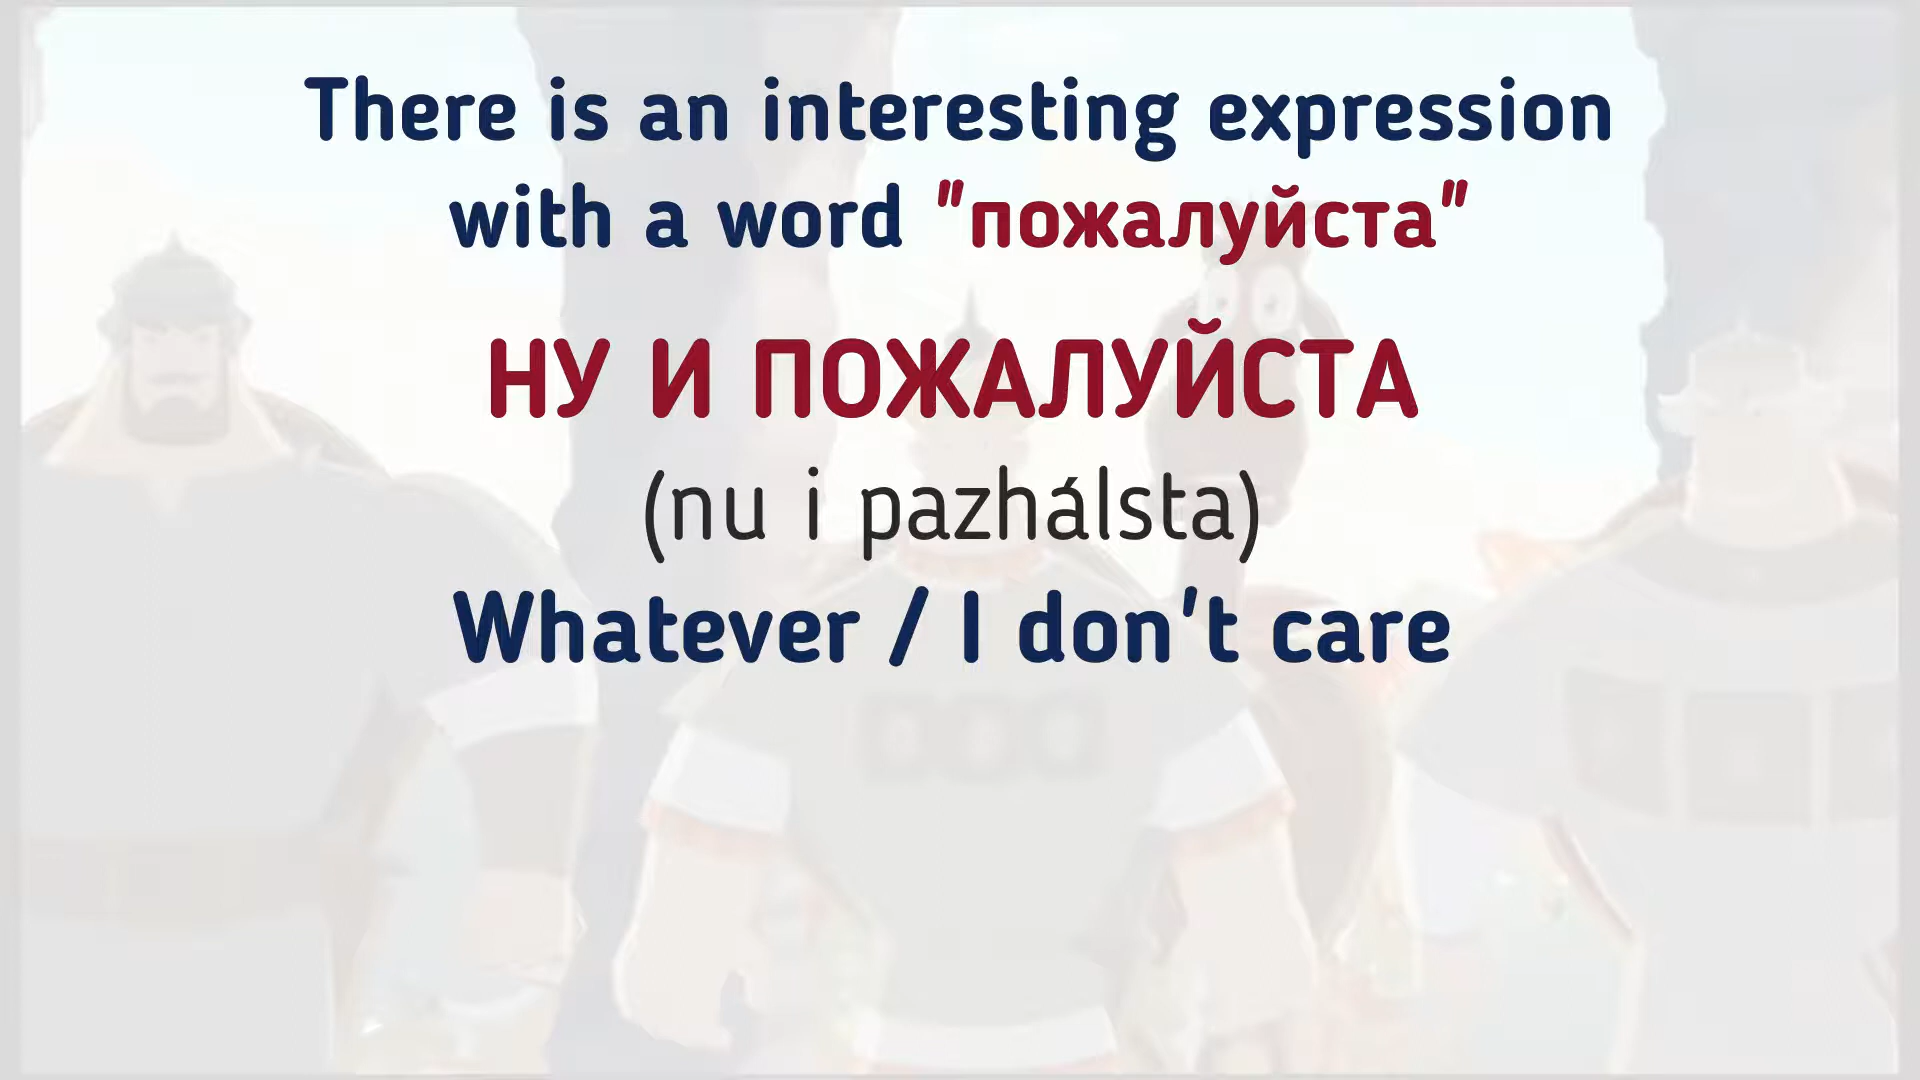 There is an interesting expression
with a word "пожалуйста"
НУ И ПОЖАЛУЙСТА
(nu i pazhálsta)
Whatever / I don't care